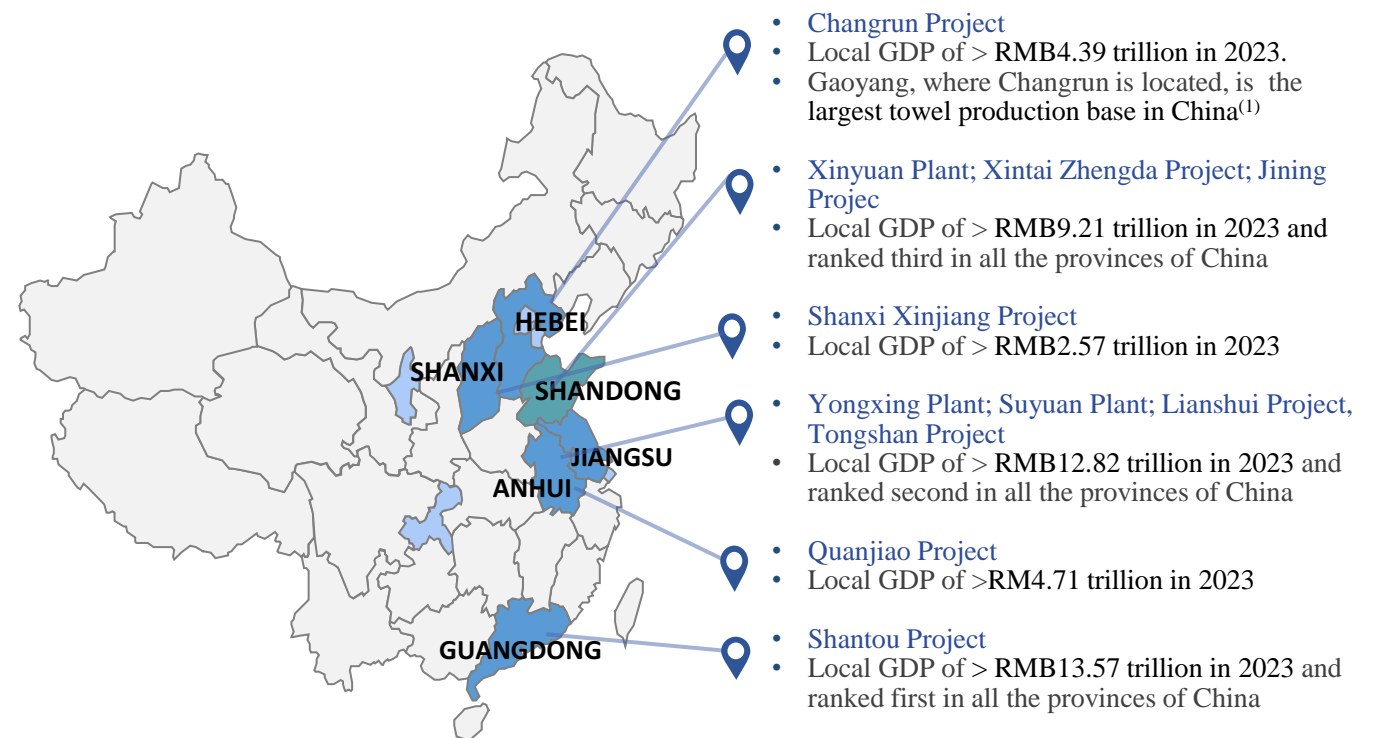 • Changrun Project
• Local GDP of > RMB4.39 trillion in 2023.
• Gaoyang, where Changrun is located, is the
largest towel production base in China(1)
• Xinyuan Plant; Xintai Zhengda Project; Jining
Projec
• Local GDP of > RMB9.21 trillion in 2023 and
ranked third in all the provinces of China
• Shanxi Xinjiang Project
• Local GDP of > RMB2.57 trillion in 2023
• Yongxing Plant; Suyuan Plant; Lianshui Project,
Tongshan Project
• Local GDP of > RMB12.82 trillion in 2023 and
ranked second in all the provinces of China
• Quanjiao Project
• Local GDP of >RM4.71 trillion in 2023
• Shantou Project
• Local GDP of > RMB13.57 trillion in 2023 and
ranked first in all the provinces of China
HEBEI
SHANXI
SHANDONG
JIANGSU
ANHUI
GUANGDONG